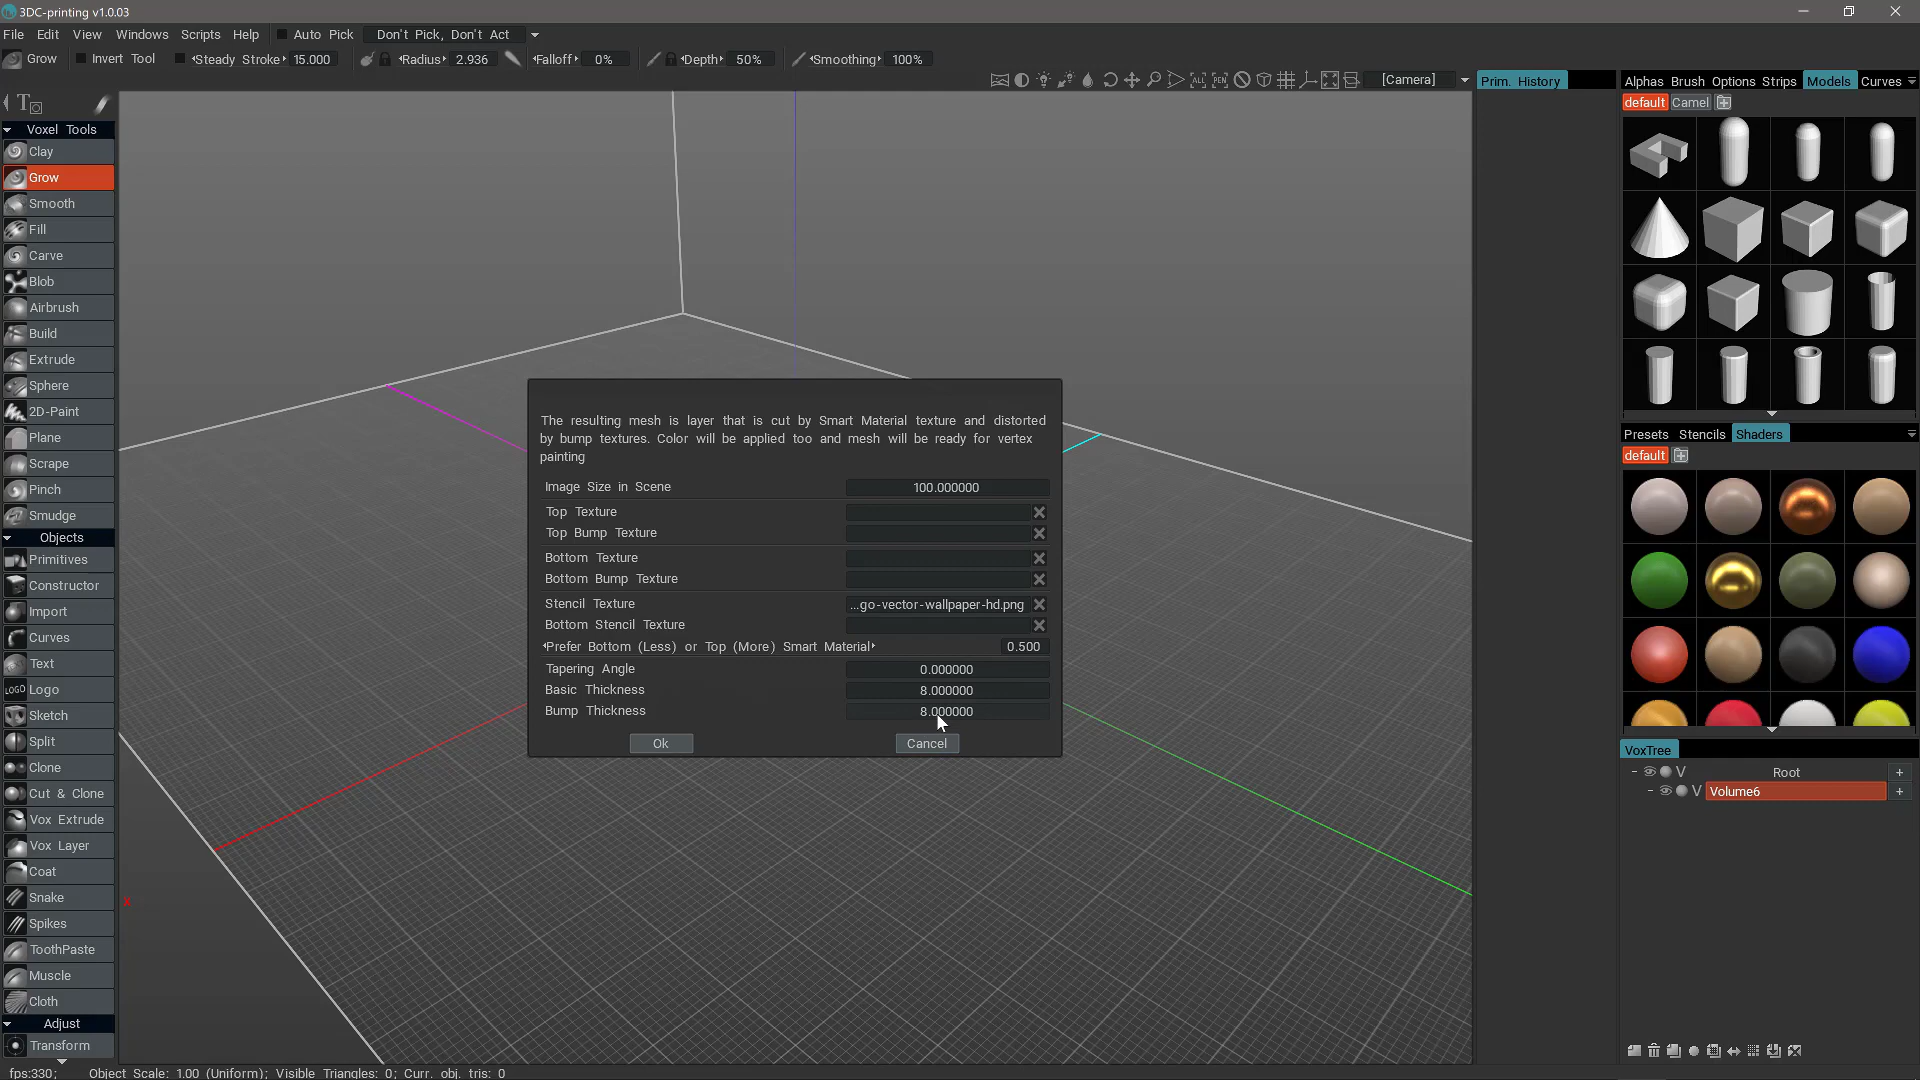 3DC-printing v1.0.03
File Edit View Windows Scripts Help Auto Pick Don't Pick, Don't Act
Grow Invert Tool Steady Stroke 15.000 Radius 2.936 Falloff 0% Depth 50% Smoothing 100%
ALL PEN [Camera]
Voxel Tools
Clay
Grow
Smooth
Fill
Carve
Blob
Airbrush
Build
Extrude
Sphere
2D-Paint
Plane
Scrape
Pinch
Smudge
Objects
Primitives
Constructor
Import
Curves
Text
LOGO Logo
Sketch
Split
Clone
Cut & Clone
Vox Extrude
Vox Layer
Coat
Snake
Spikes
ToothPaste
Muscle
Cloth
Adjust
Transform
X
The resulting mesh is layer that is cut by Smart Material texture and distorted
by bump textures. Color will be applied too and mesh will be ready for vertex
painting
Image Size in Scene 100.000000
Top Texture
Top Bump Texture
Bottom Texture
Bottom Bump Texture
Stencil Texture ...go-vector-wallpaper-hd.png
Bottom Stencil Texture
Prefer Bottom (Less) or Top (More) Smart Material 0.500
Tapering Angle 0.000000
Basic Thickness 8.000000
Bump Thickness 8.000000
Ok Cancel
Prim. History
Alphas Brush Options Strips Models Curves
default Camel
Presets Stencils Shaders
default
VoxTree
V Root +
V Volume6 +
fps:330; Object Scale: 1.00 (Uniform); Visible Triangles: 0; Curr. obj. tris: 0